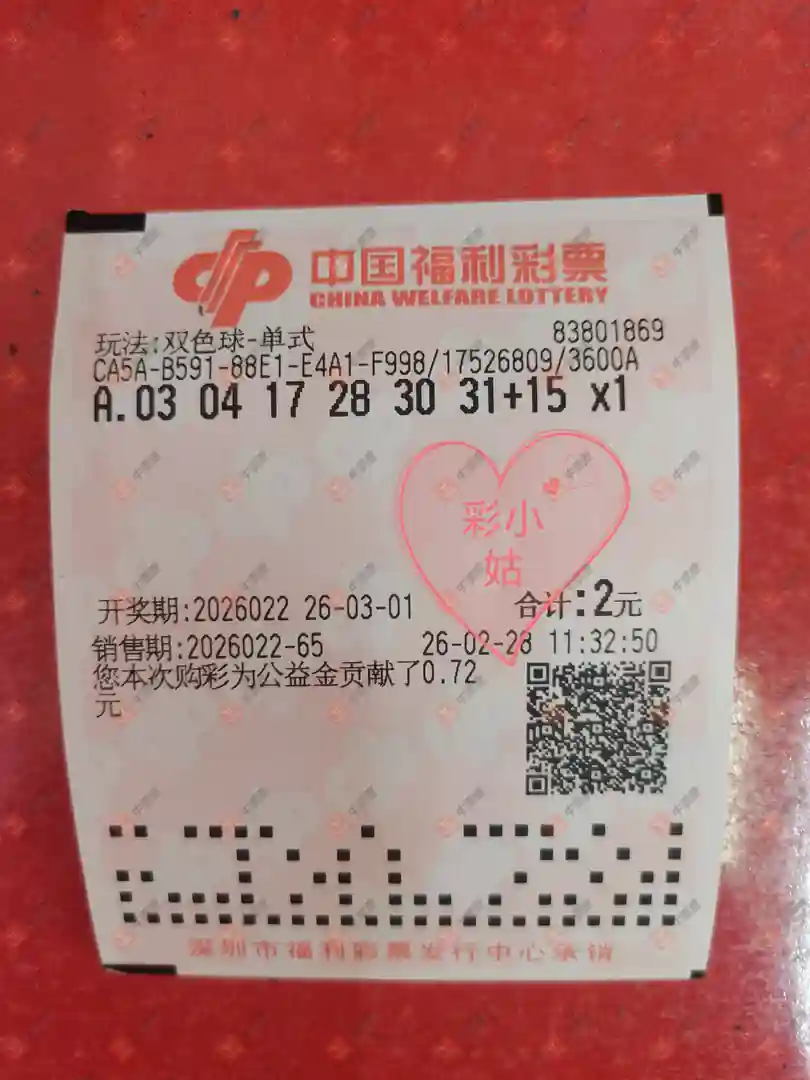 中国福利彩票
CHINA WELFARE LOTTERY
玩法:双色球-单式 83801869
CA5A-B591-88E1-E4A1-F998/17526809/3600A
A.03 04 17 28 30 31+15 x1
彩小
姑
开奖期:2026022 26-03-01 合计:2元
销售期:2026022-65 26-02-28 11:32:50
您本次购彩为公益金贡献了0.72
元
深圳市福利彩票发行中心承销